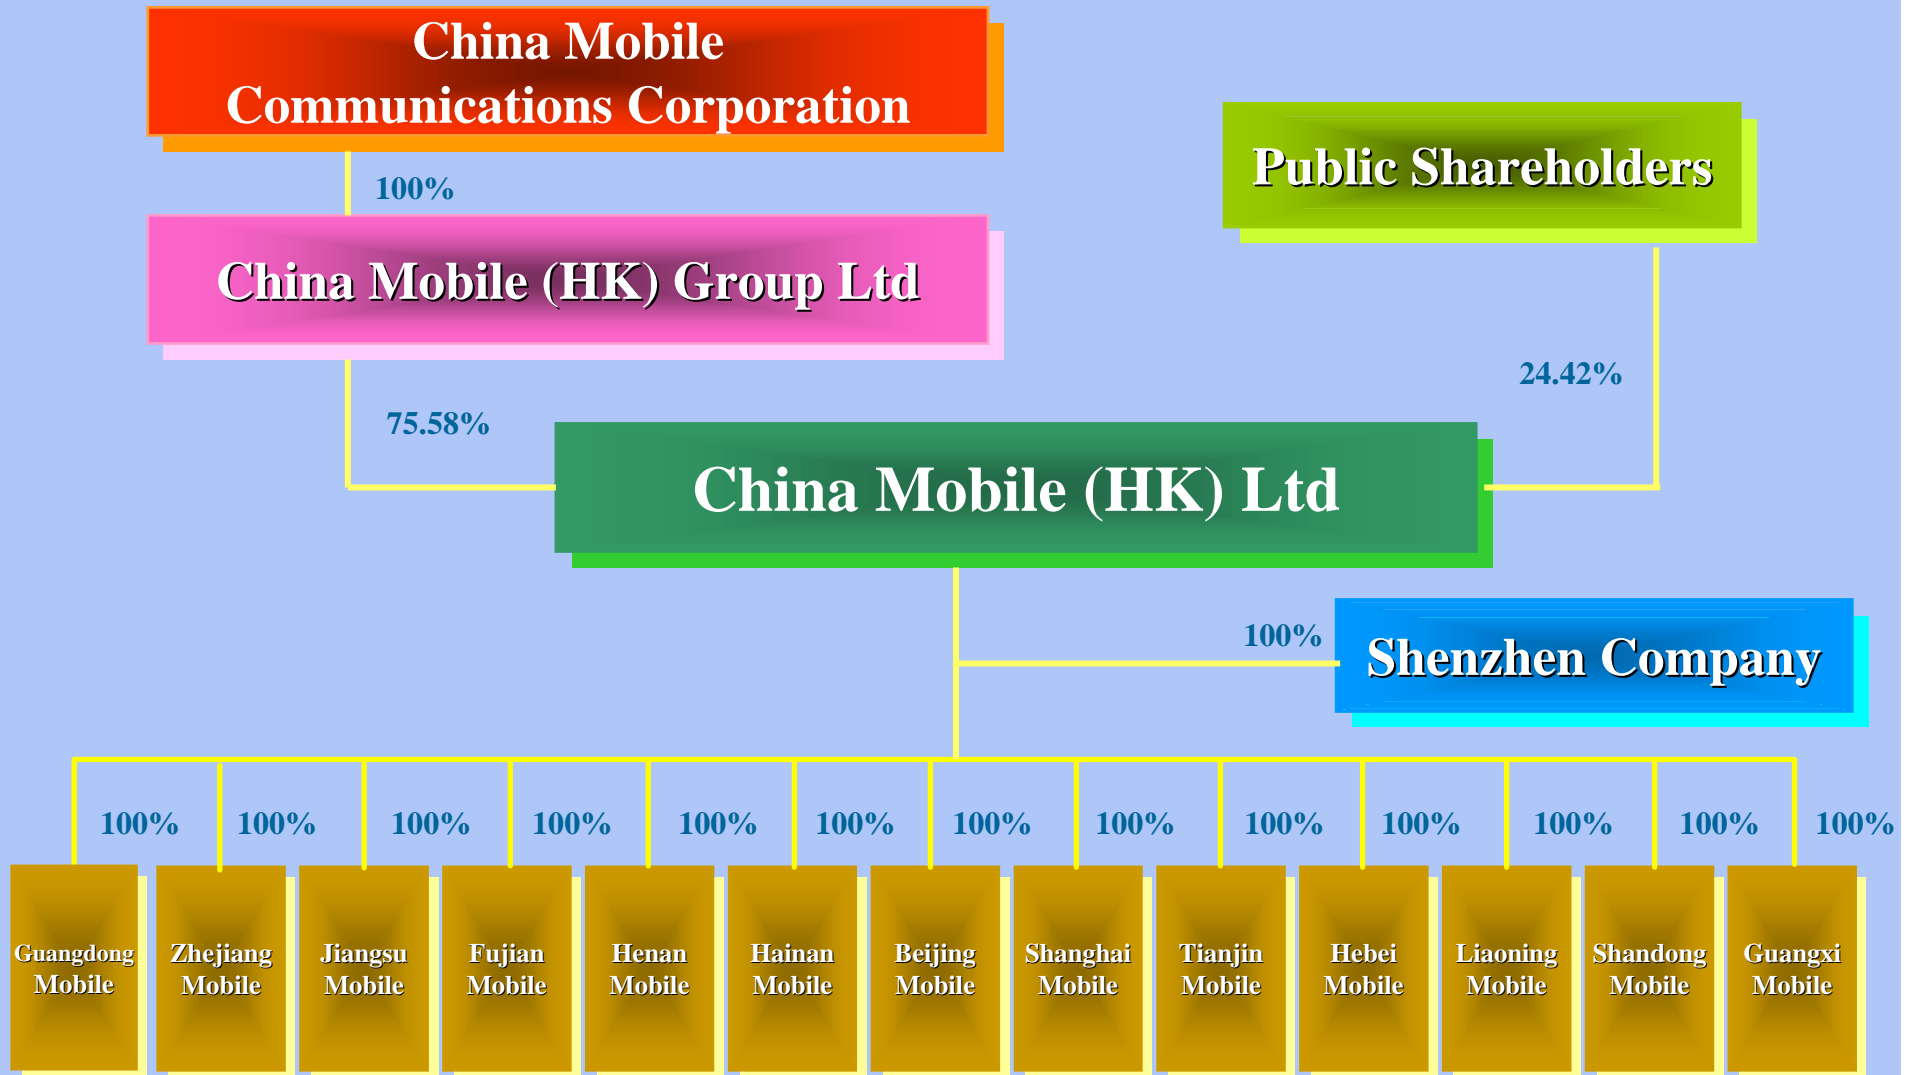 China Mobile
Communications Corporation
Public Shareholders
100%
China Mobile (HK) Group Ltd
24.42%
75.58%
China Mobile (HK) Ltd
100%
Shenzhen Company
100% 100% 100% 100% 100% 100% 100% 100% 100% 100% 100% 100% 100%
Guangdong
Mobile
Zhejiang
Mobile
Jiangsu
Mobile
Fujian
Mobile
Henan
Mobile
Hainan
Mobile
Beijing
Mobile
Shanghai
Mobile
Tianjin
Mobile
Hebei
Mobile
Liaoning
Mobile
Shandong
Mobile
Guangxi
Mobile